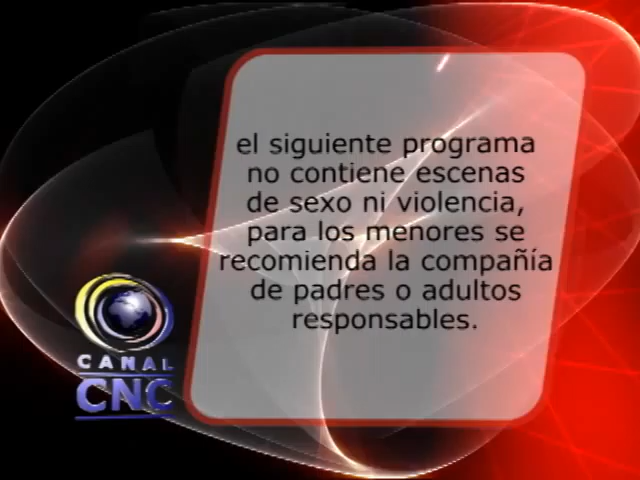 el siguiente programa
no contiene escenas
de sexo ni violencia,
para los menores se
recomienda la compañía
de padres o adultos
responsables.
CANAL
CNC